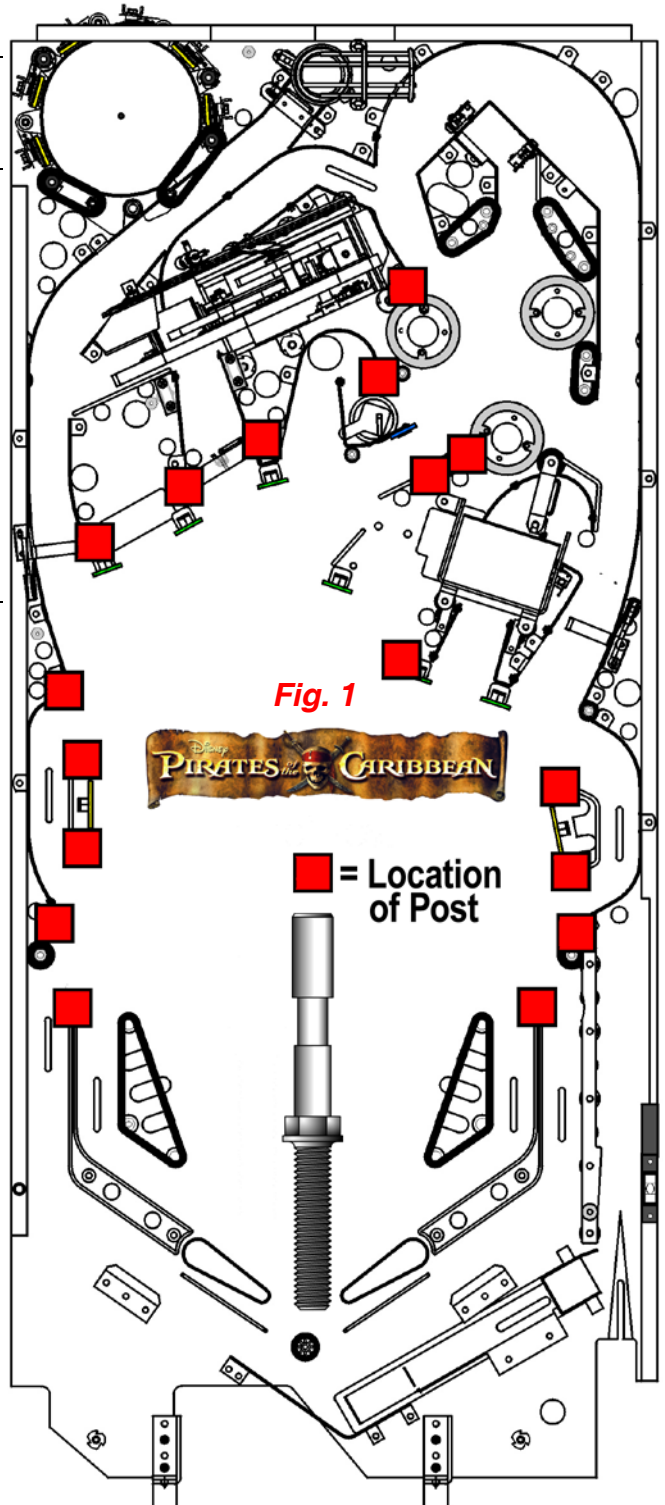 Fig. 1
Disney
PIRATES of the CARIBBEAN
= Location
of Post